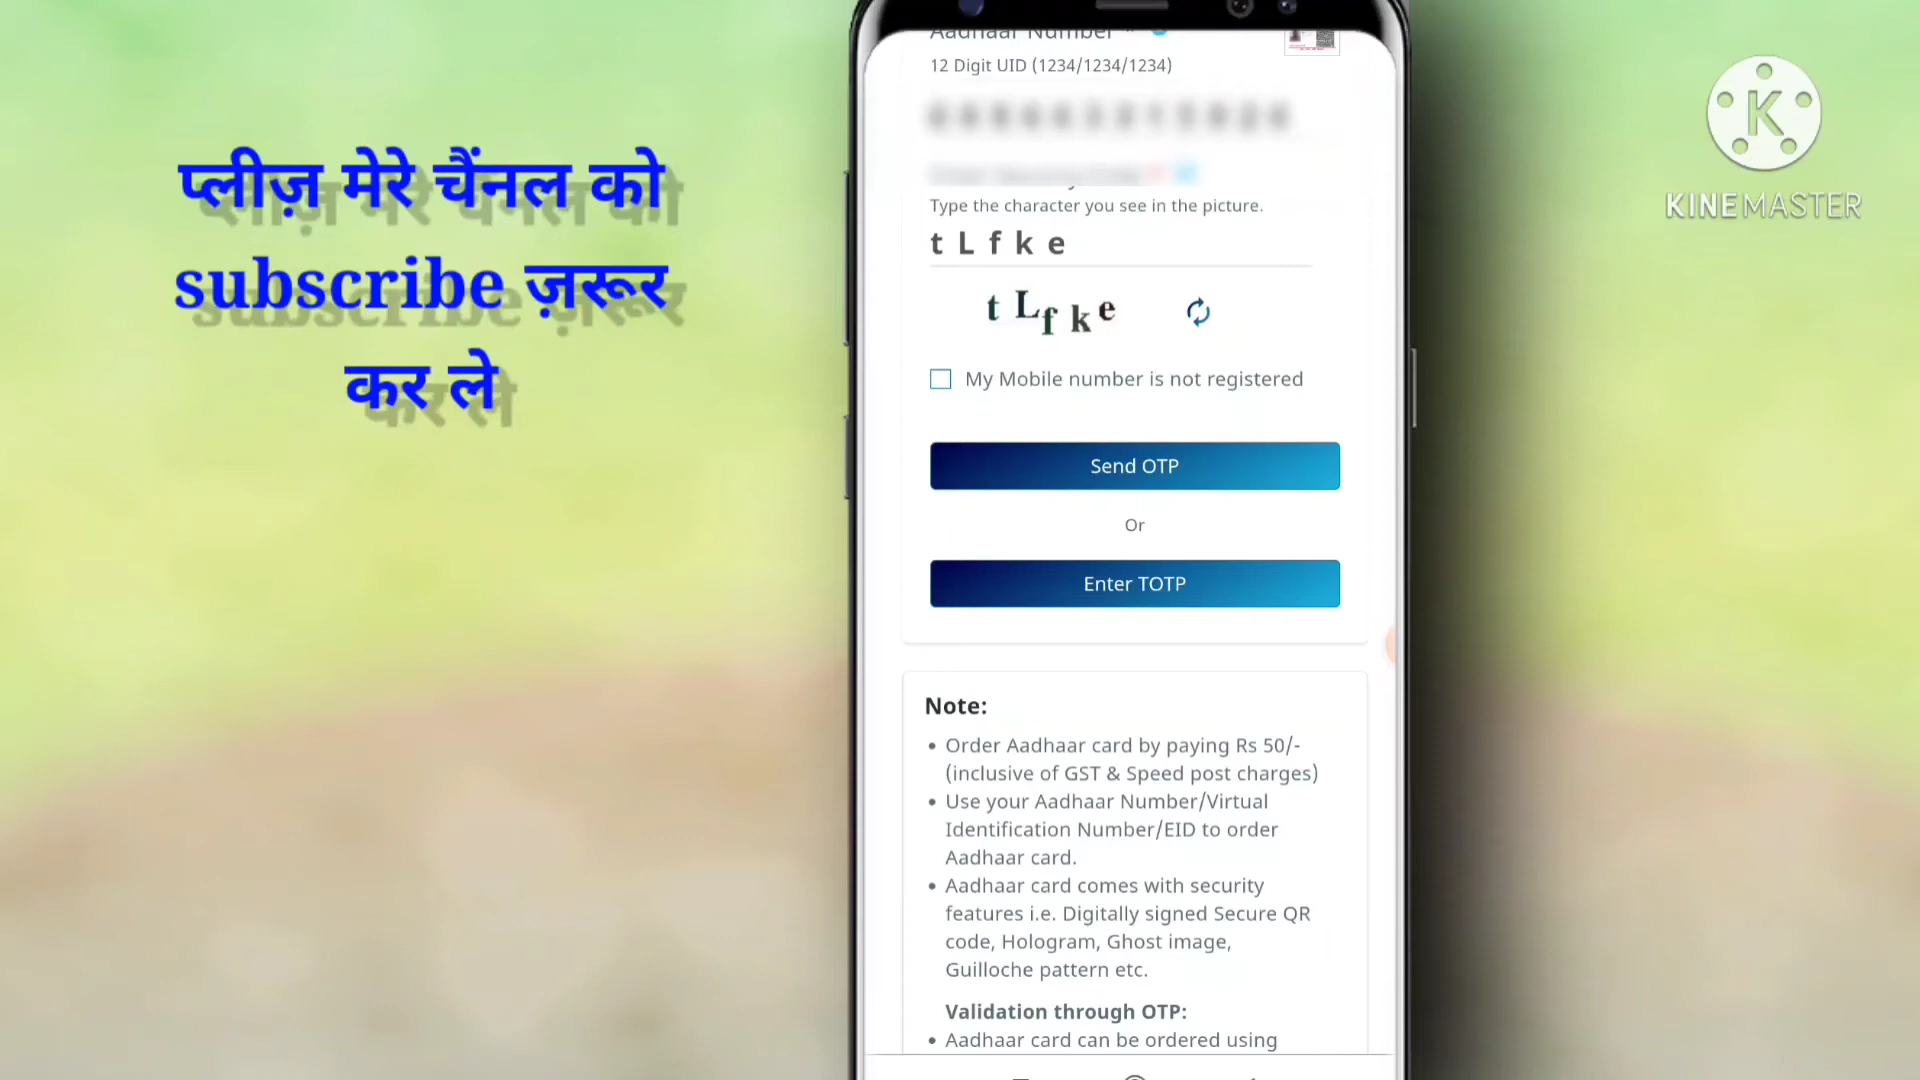 प्लीज़ मेरे चैंनल को
subscribe ज़रूर
कर ले
Aadhaar Number *
12 Digit UID (1234/1234/1234)
Type the character you see in the picture.
t L f k e
t L f k e
My Mobile number is not registered
Send OTP
Or
Enter TOTP
Note:
• Order Aadhaar card by paying Rs 50/-
(inclusive of GST & Speed post charges)
• Use your Aadhaar Number/Virtual
Identification Number/EID to order
Aadhaar card.
• Aadhaar card comes with security
features i.e. Digitally signed Secure QR
code, Hologram, Ghost image,
Guilloche pattern etc.
Validation through OTP:
• Aadhaar card can be ordered using
K
KINEMASTER